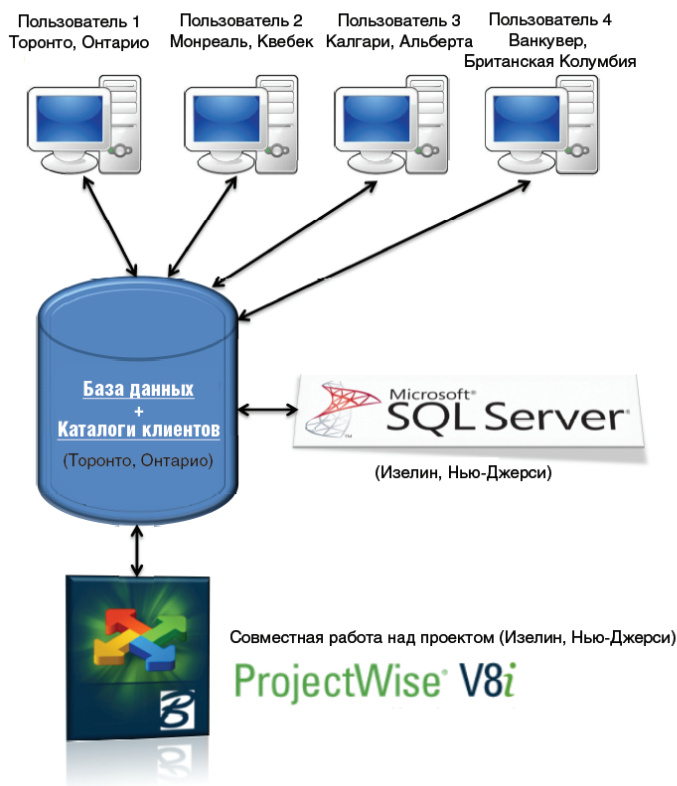 Пользователь 1
Торонто, Онтарио
Пользователь 2
Монреаль, Квебек
Пользователь 3
Калгари, Альберта
Пользователь 4
Ванкувер,
Британская Колумбия
База данных
+
Каталоги клиентов
(Торонто, Онтарио)
Microsoft®
SQL Server®
™
(Изелин, Нью-Джерси)
Совместная работа над проектом (Изелин, Нью-Джерси)
ProjectWise® V8i
B